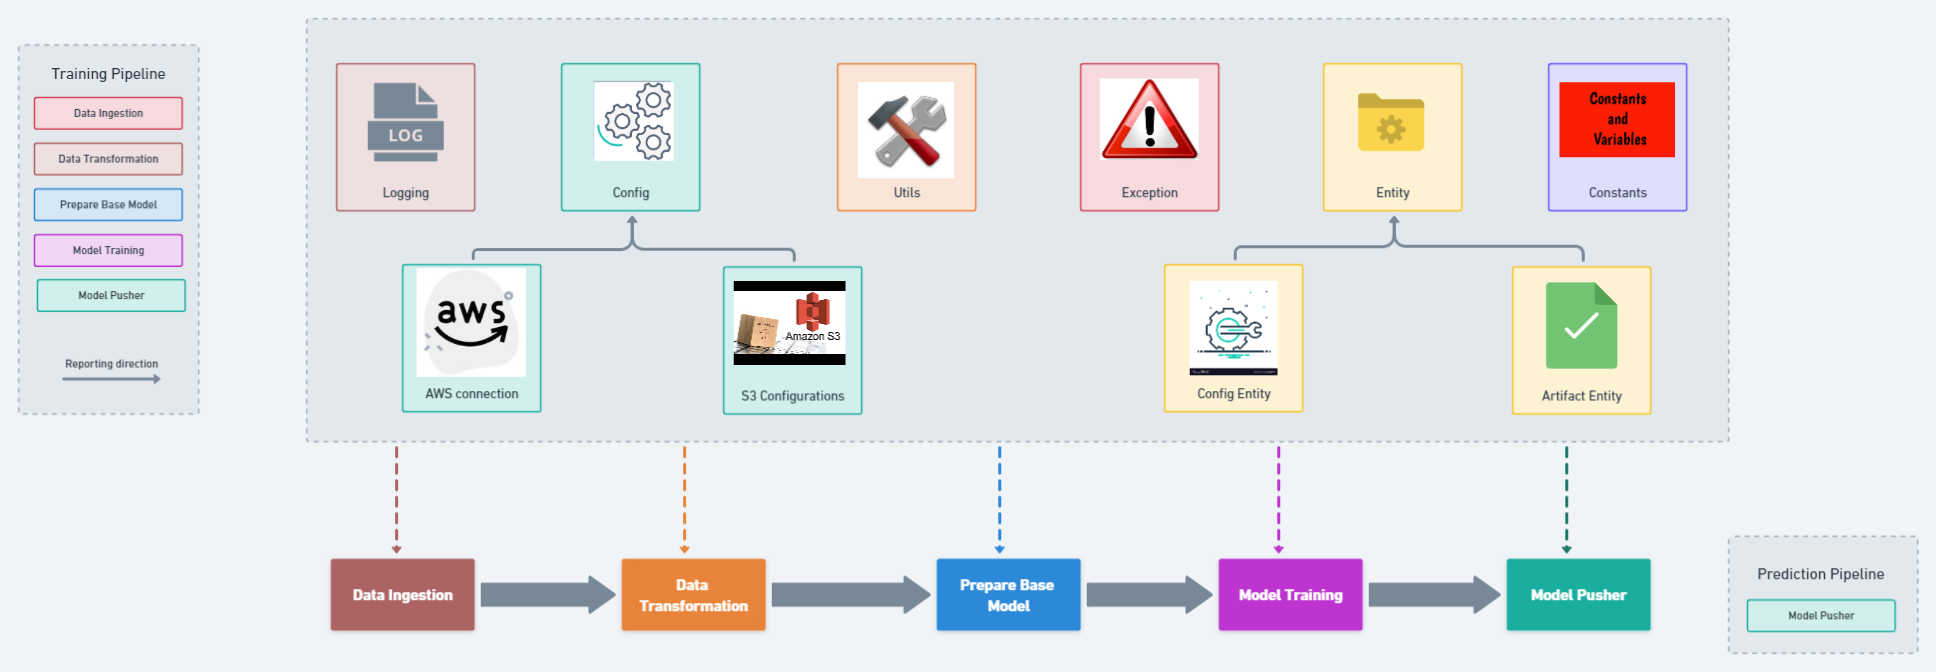 Training Pipeline
Data Ingestion
Data Transformation
Prepare Base Model
Model Training
Model Pusher
Reporting direction
LOG
Logging
Config
Utils
Exception
Entity
Constants
and
Variables
Constants
aws
AWS connection
Amazon S3
S3 Configurations
Config Entity
Artifact Entity
Data Ingestion
Data
Transformation
Prepare Base
Model
Model Training
Model Pusher
Prediction Pipeline
Model Pusher